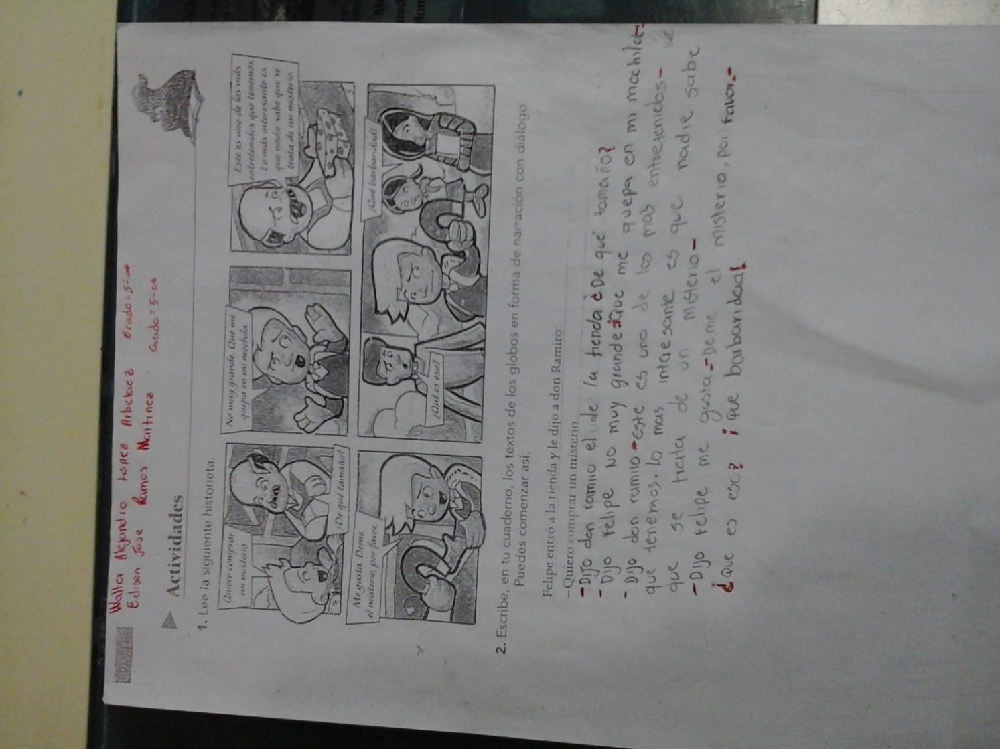 Walter Alejandro Lopez Arbelaez Grado=5-04
Edison Jose Ramos Martinez Grado=5-04
Actividades
1. Lee la siguiente historieta.
Quiero comprar
un misterio.
¿De qué tamaño?
No muy grande. Que me
quepa en mi mochila.
Este es uno de los más
entretenidos que tenemos.
Lo más interesante es
que nadie sabe que se
trata de un misterio.
Me gusta. Deme
el misterio, por favor.
¿Qué es eso?
¡Qué barbaridad!
2. Escribe, en tu cuaderno, los textos de los globos en forma de narración con diálogo
Puedes comenzar así:
Felipe entró a la tienda y le dijo a don Ramiro:
–Quiero comprar un misterio.
-Dijo don ramiro el de la tienda ¿De que tamaño?
- Dijo felipe No muy grande Que me quepa en mi mochila-
- Dijo don ramiro-este es uno de los mas entretenidos-
que tenemos. lo mas interesante es que nadie sabe
que se trata de un misterio-
-Dijo felipe me gusta.-Deme el misterio, por favor.-
¿Que es eso? ¡Que barbaridad!